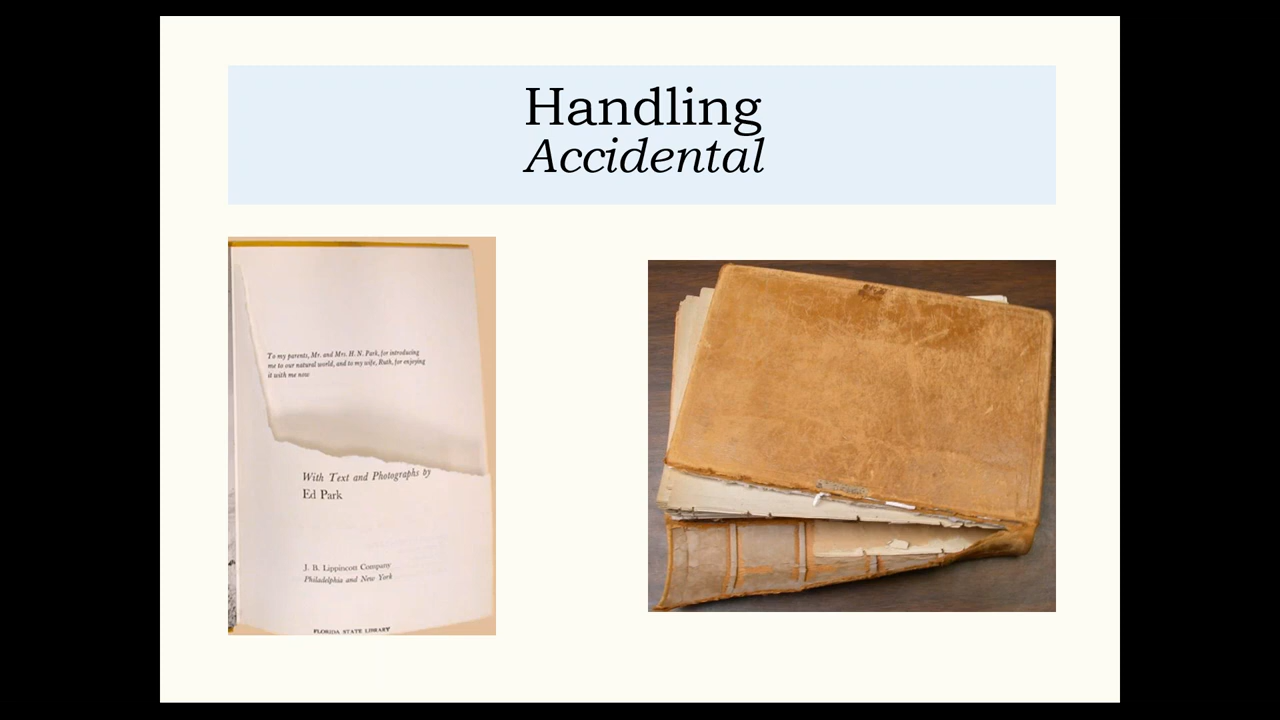 Handling
Accidental
To my parents, Mr. and Mrs. H. N. Park, for introducing
me to our natural world, and to my wife, Ruth, for enjoying
it with me now
With Text and Photographs by
Ed Park
J. B. Lippincott Company
Philadelphia and New York
FLORIDA STATE LIBRARY